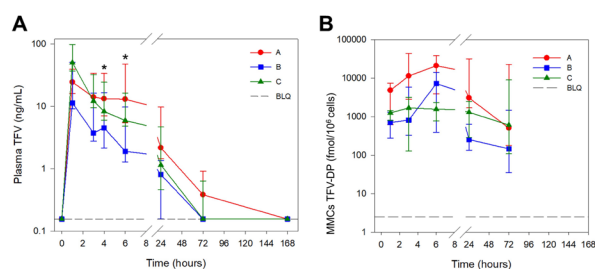 A
B
Plasma TFV (ng/mL)
100
10
1
0.1
* *
A
B
C
BLQ
0 2 4 6 8 24 48 72 96 120 144 168
Time (hours)
MMCs TFV-DP (fmol/10⁶ cells)
100000
10000
1000
100
10
1
A
B
C
BLQ
0 2 4 6 8 24 48 72 96 120 144 168
Time (hours)